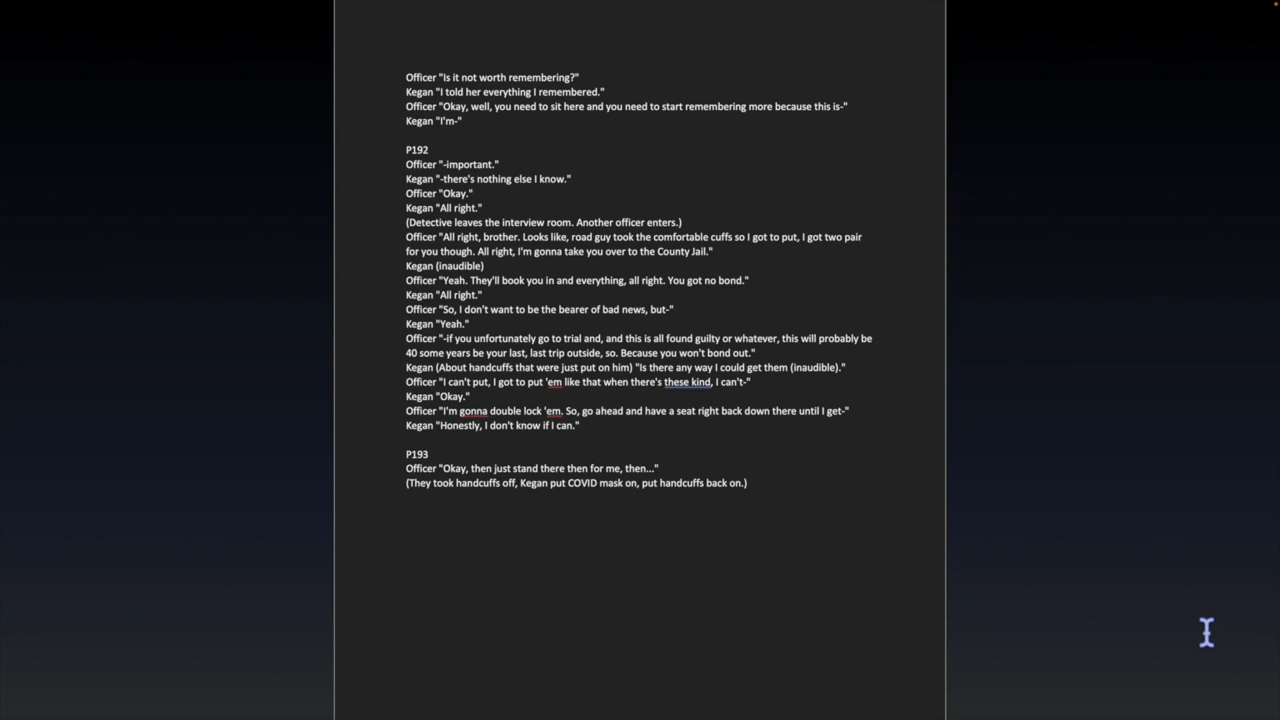 Officer "Is it not worth remembering?"
Kegan "I told her everything I remembered."
Officer "Okay, well, you need to sit here and you need to start remembering more because this is-"
Kegan "I'm-"
P192
Officer "-important."
Kegan "-there's nothing else I know."
Officer "Okay."
Kegan "All right."
(Detective leaves the interview room. Another officer enters.)
Officer "All right, brother. Looks like, road guy took the comfortable cuffs so I got to put, I got two pair
for you though. All right, I'm gonna take you over to the County Jail."
Kegan (inaudible)
Officer "Yeah. They'll book you in and everything, all right. You got no bond."
Kegan "All right."
Officer "So, I don't want to be the bearer of bad news, but-"
Kegan "Yeah."
Officer "-if you unfortunately go to trial and, and this is all found guilty or whatever, this will probably be
40 some years be your last, last trip outside, so. Because you won't bond out."
Kegan (About handcuffs that were just put on him) "Is there any way I could get them (inaudible)."
Officer "I can't put, I got to put 'em like that when there's these kind, I can't-"
Kegan "Okay."
Officer "I'm gonna double lock 'em. So, go ahead and have a seat right back down there until I get-"
Kegan "Honestly, I don't know if I can."
P193
Officer "Okay, then just stand there then for me, then..."
(They took handcuffs off, Kegan put COVID mask on, put handcuffs back on.)